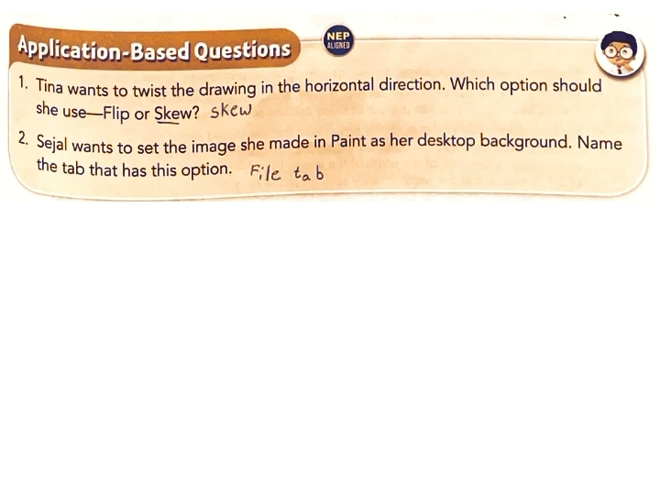 Application-Based Questions
NEP
ALIGNED
1. Tina wants to twist the drawing in the horizontal direction. Which option should
she use—Flip or Skew? skew
2. Sejal wants to set the image she made in Paint as her desktop background. Name
the tab that has this option. File tab